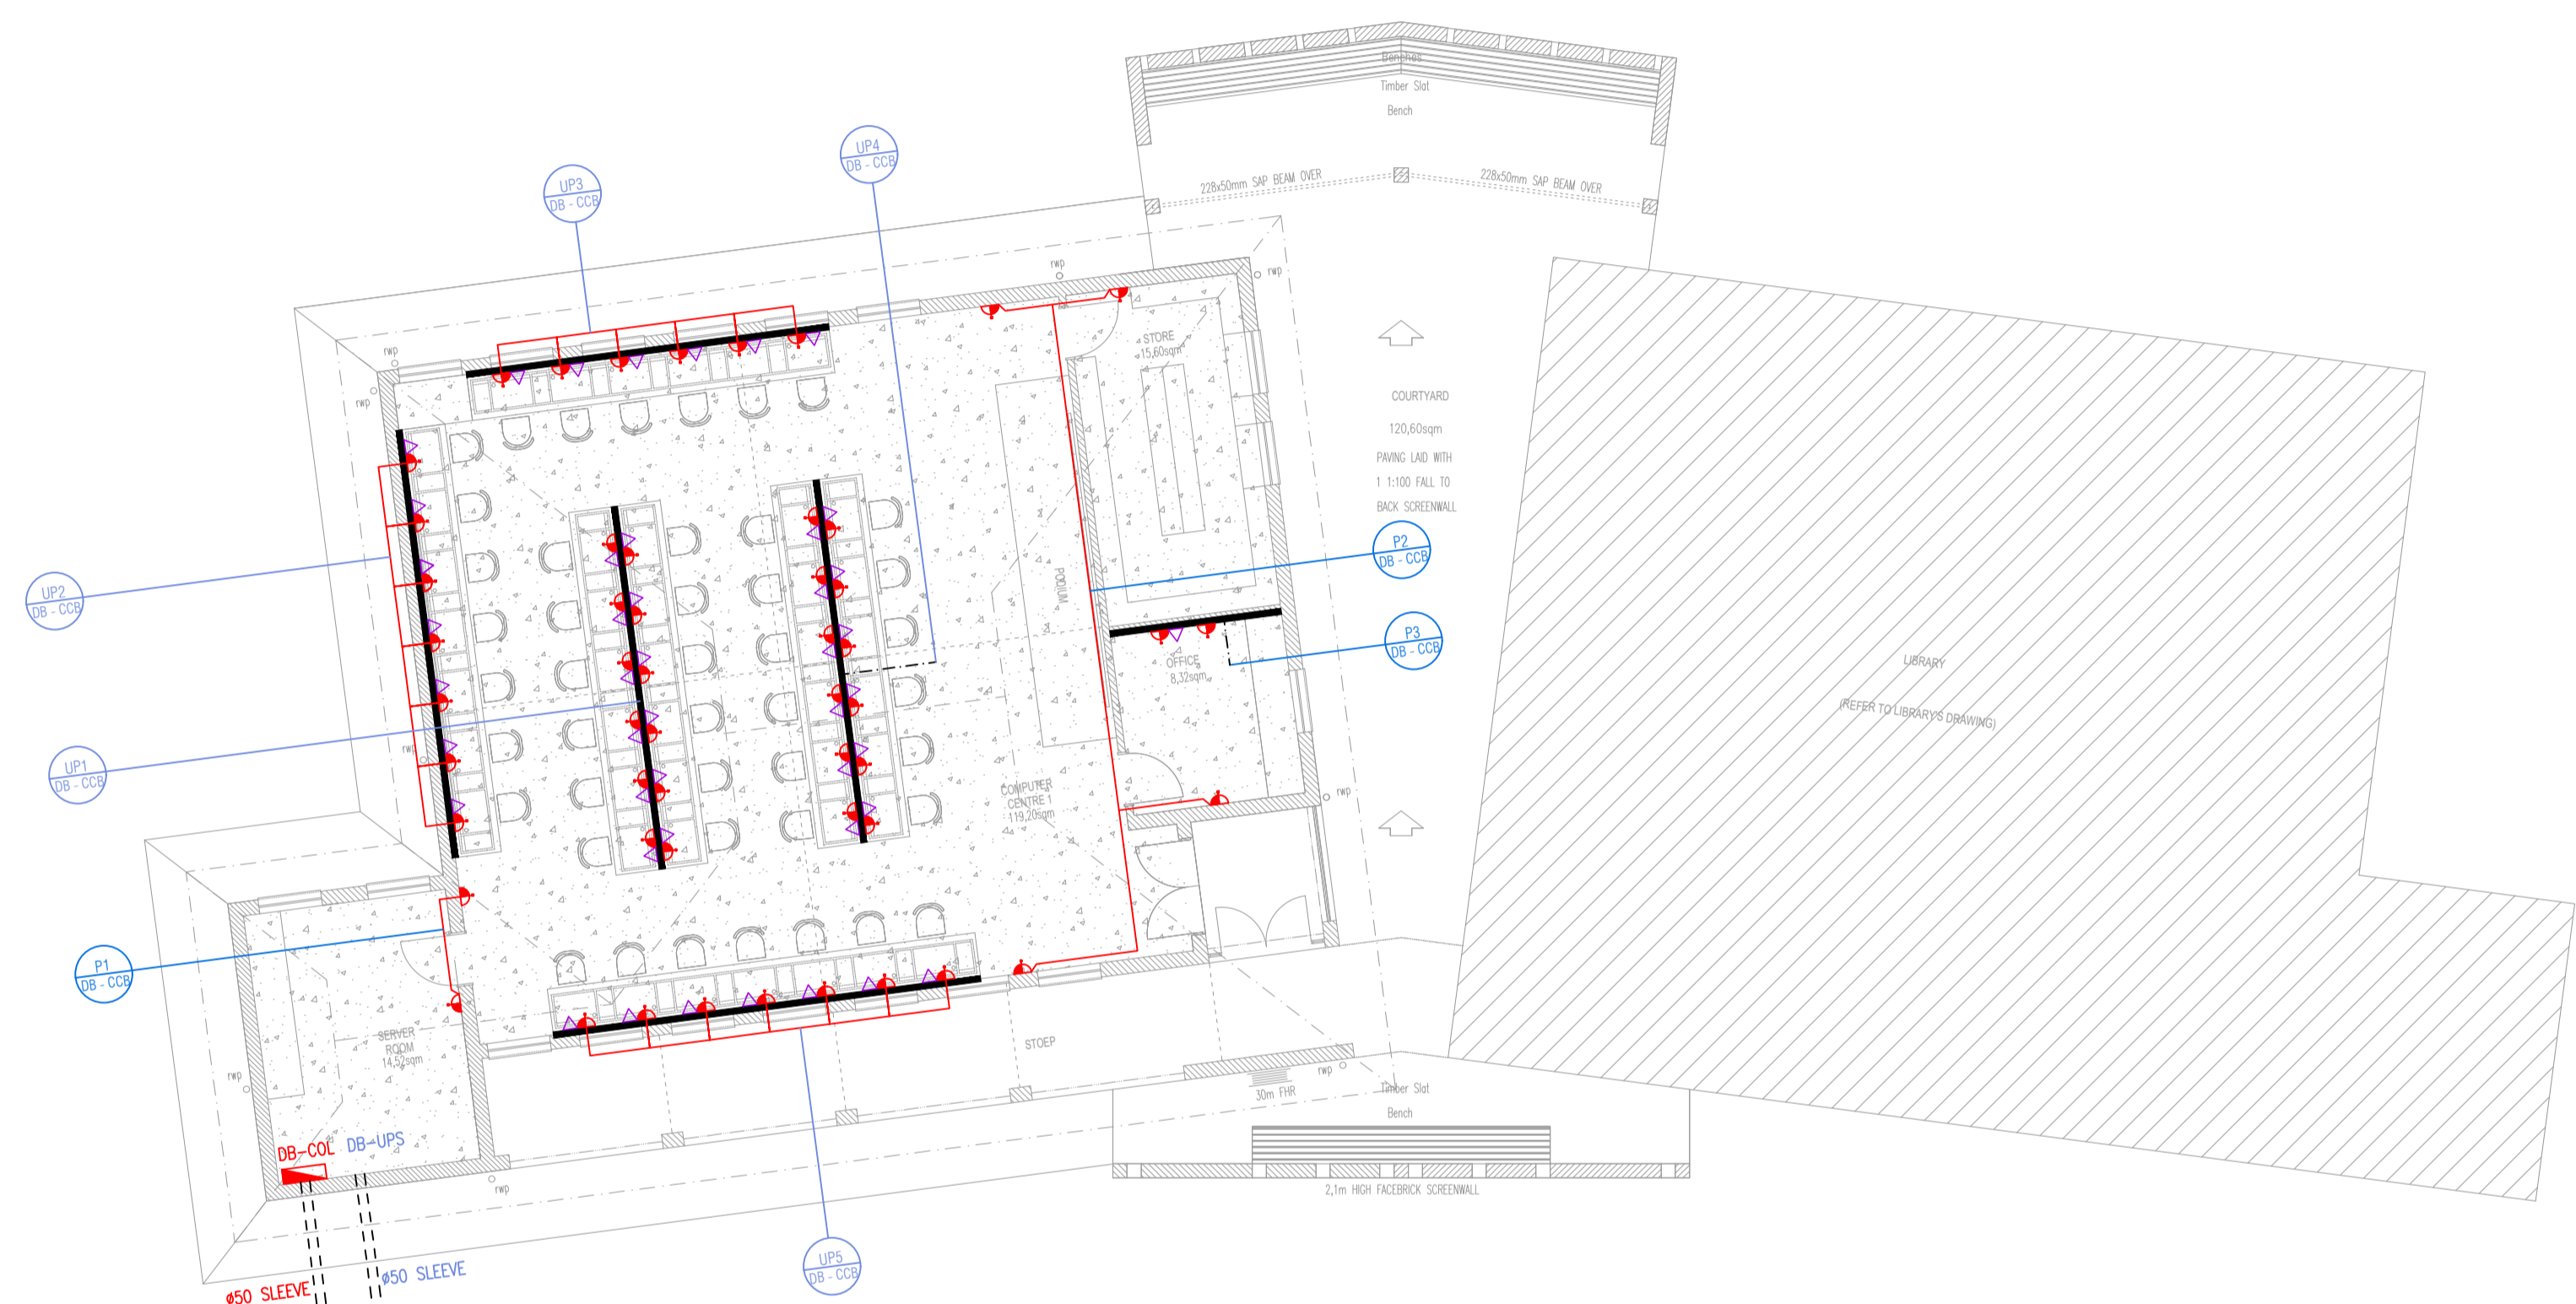 Benches
Timber Slat
Bench
228x50mm SAP BEAM OVER
228x50mm SAP BEAM OVER
UP4
DB - CCB
UP3
DB - CCB
rwp
rwp
rwp
rwp
STORE
15,60sqm
COURTYARD
120,60sqm
PAVING LAID WITH
1 1:100 FALL TO
BACK SCREENWALL
P2
DB - CCB
P3
DB - CCB
UP2
DB - CCB
PODIUM
OFFICE
8,32sqm
LIBRARY
(REFER TO LIBRARY'S DRAWING)
UP1
DB - CCB
rwp
COMPUTER
CENTRE 1
119,20sqm
rwp
P1
DB - CCB
SERVER
ROOM
14,52sqm
STOEP
rwp
rwp
30m FHR
Timber Slat
Bench
DB-COL
DB-UPS
rwp
2,1m HIGH FACEBRICK SCREENWALL
UP5
DB - CCB
ø50 SLEEVE
ø50 SLEEVE